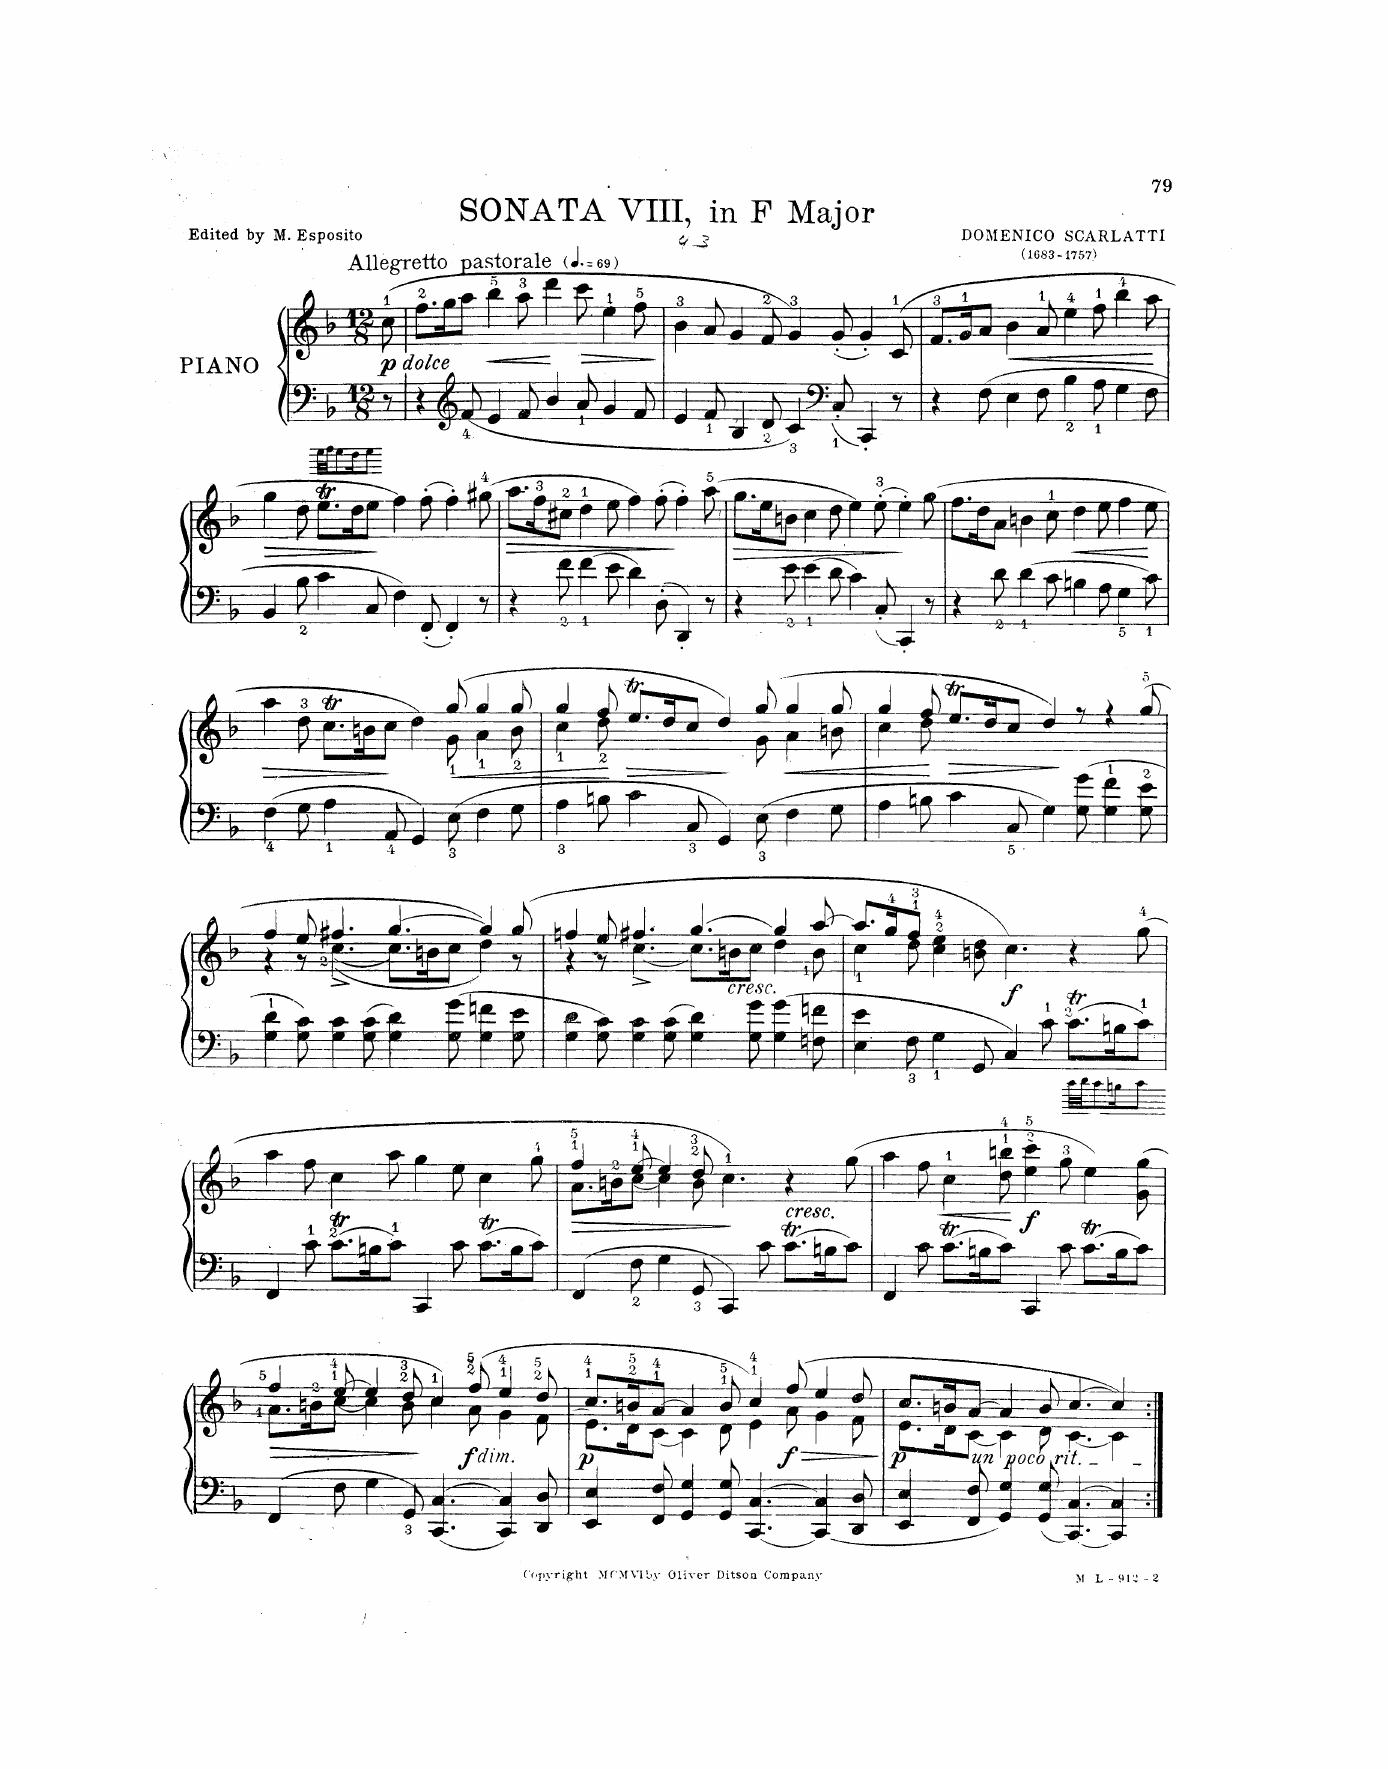 79
SONATA VIII, in F Major
Edited by M. Esposito
DOMENICO SCARLATTI
(1683-1757)
Allegretto pastorale (♩.=69)
PIANO
p dolce
cresc.
f
cresc.
f
f dim.
p
f
p
un poco rit.
Copyright MCMVI by Oliver Ditson Company
M L - 912 - 2